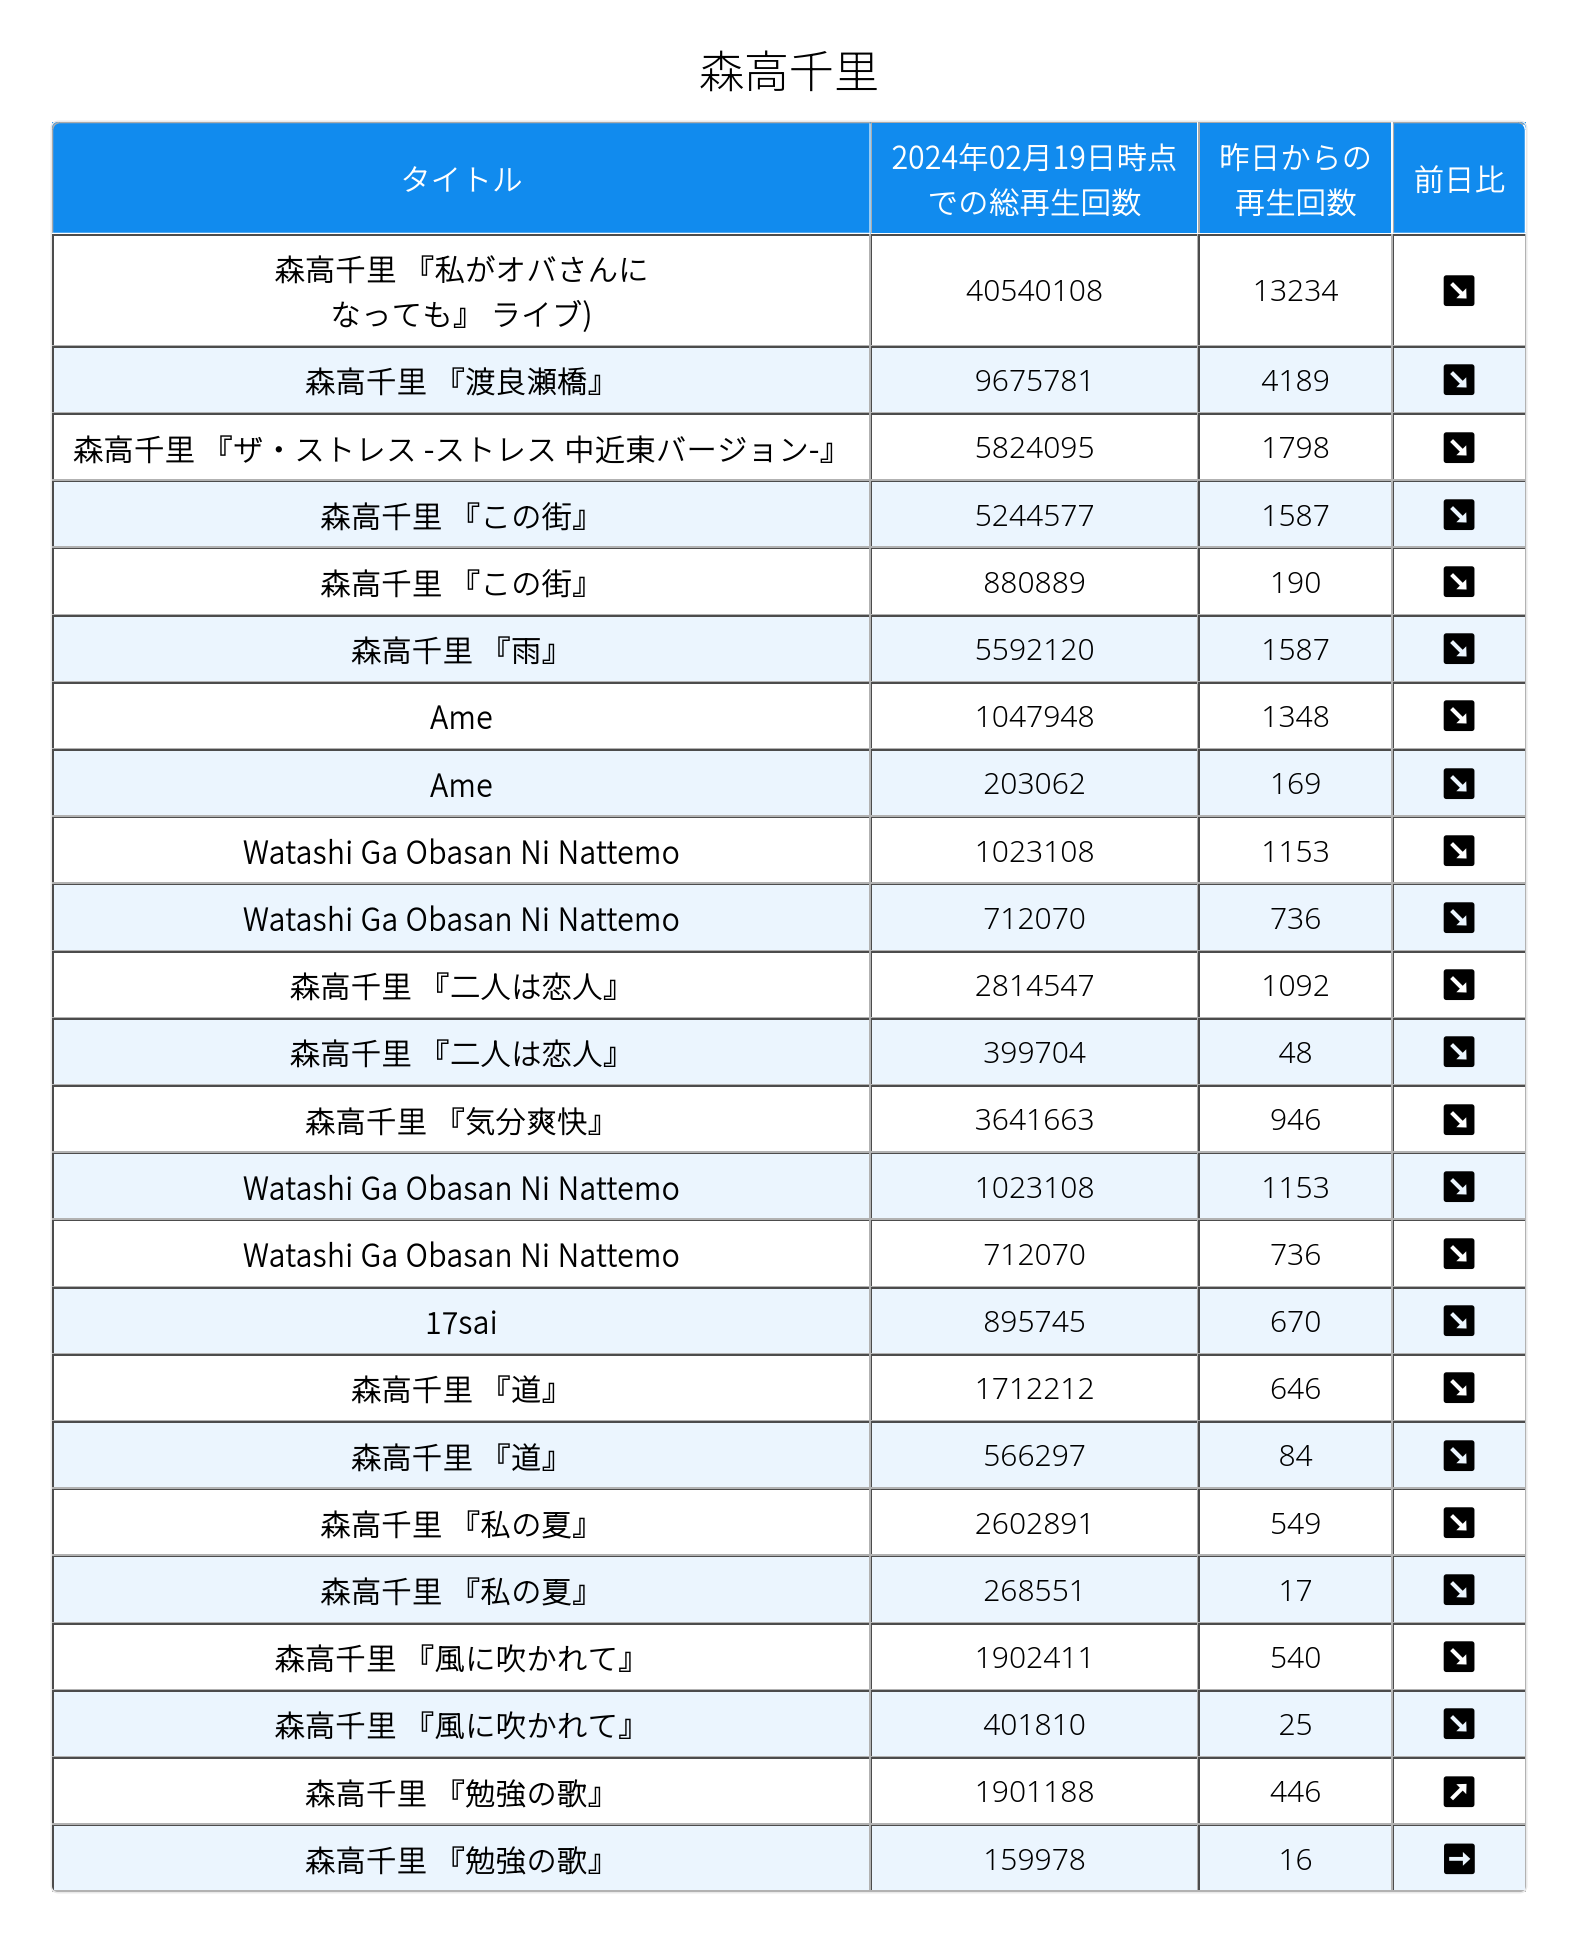 森高千里
タイトル
2024年02月19日時点
での総再生回数
昨日からの
再生回数
前日比
森高千里 『私がオバさんに
なっても』 ライブ)
40540108
13234
森高千里 『渡良瀬橋』
9675781
4189
森高千里 『ザ・ストレス -ストレス 中近東バージョン-』
5824095
1798
森高千里 『この街』
5244577
1587
森高千里 『この街』
880889
190
森高千里 『雨』
5592120
1587
Ame
1047948
1348
Ame
203062
169
Watashi Ga Obasan Ni Nattemo
1023108
1153
Watashi Ga Obasan Ni Nattemo
712070
736
森高千里 『二人は恋人』
2814547
1092
森高千里 『二人は恋人』
399704
48
森高千里 『気分爽快』
3641663
946
Watashi Ga Obasan Ni Nattemo
1023108
1153
Watashi Ga Obasan Ni Nattemo
712070
736
17sai
895745
670
森高千里 『道』
1712212
646
森高千里 『道』
566297
84
森高千里 『私の夏』
2602891
549
森高千里 『私の夏』
268551
17
森高千里 『風に吹かれて』
1902411
540
森高千里 『風に吹かれて』
401810
25
森高千里 『勉強の歌』
1901188
446
森高千里 『勉強の歌』
159978
16